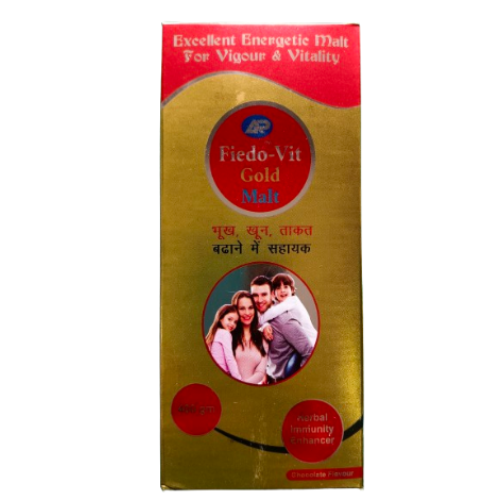 Excellent Energetic Malt
For Vigour & Vitality
AR
Fiedo-Vit
Gold
Malt
भूख, खून, ताकत
बढाने में सहायक
Herbal
Immunity
Enhancer
Chocolate Flavour